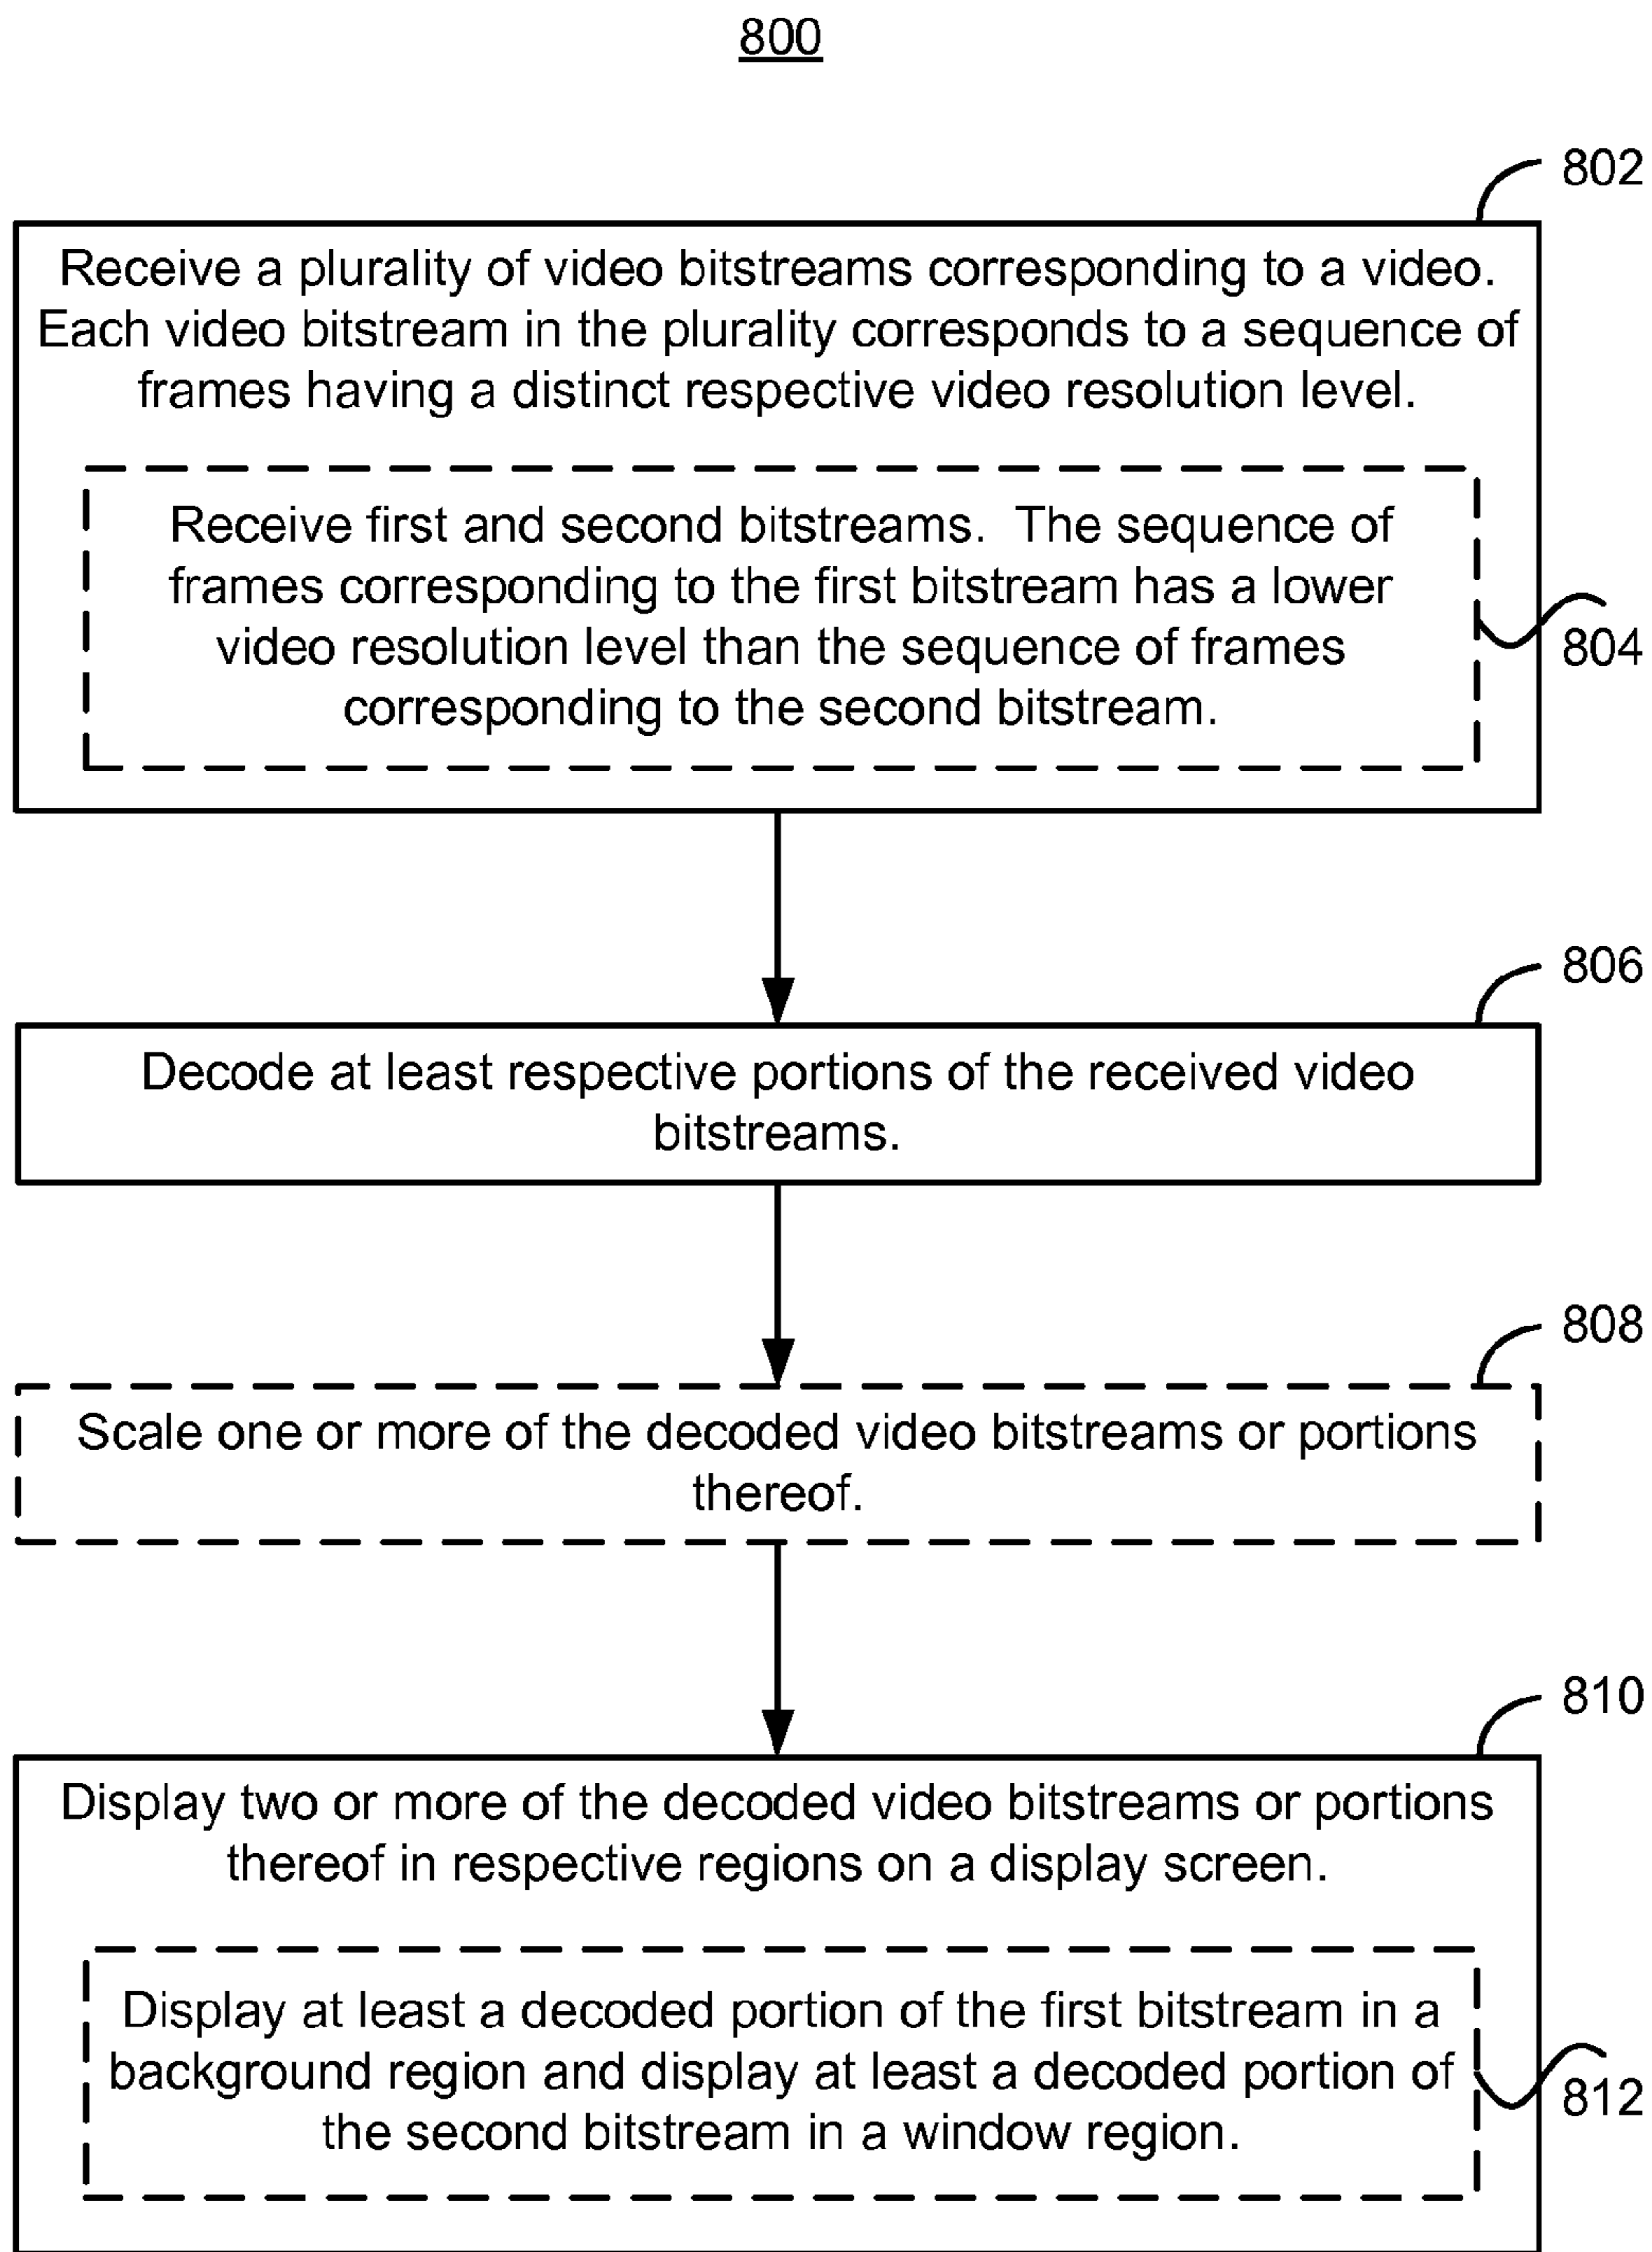 800
802
Receive a plurality of video bitstreams corresponding to a video.
Each video bitstream in the plurality corresponds to a sequence of
frames having a distinct respective video resolution level.
Receive first and second bitstreams. The sequence of
frames corresponding to the first bitstream has a lower
video resolution level than the sequence of frames
corresponding to the second bitstream.
804
806
Decode at least respective portions of the received video
bitstreams.
808
Scale one or more of the decoded video bitstreams or portions
thereof.
810
Display two or more of the decoded video bitstreams or portions
thereof in respective regions on a display screen.
Display at least a decoded portion of the first bitstream in a
background region and display at least a decoded portion of
the second bitstream in a window region.
812